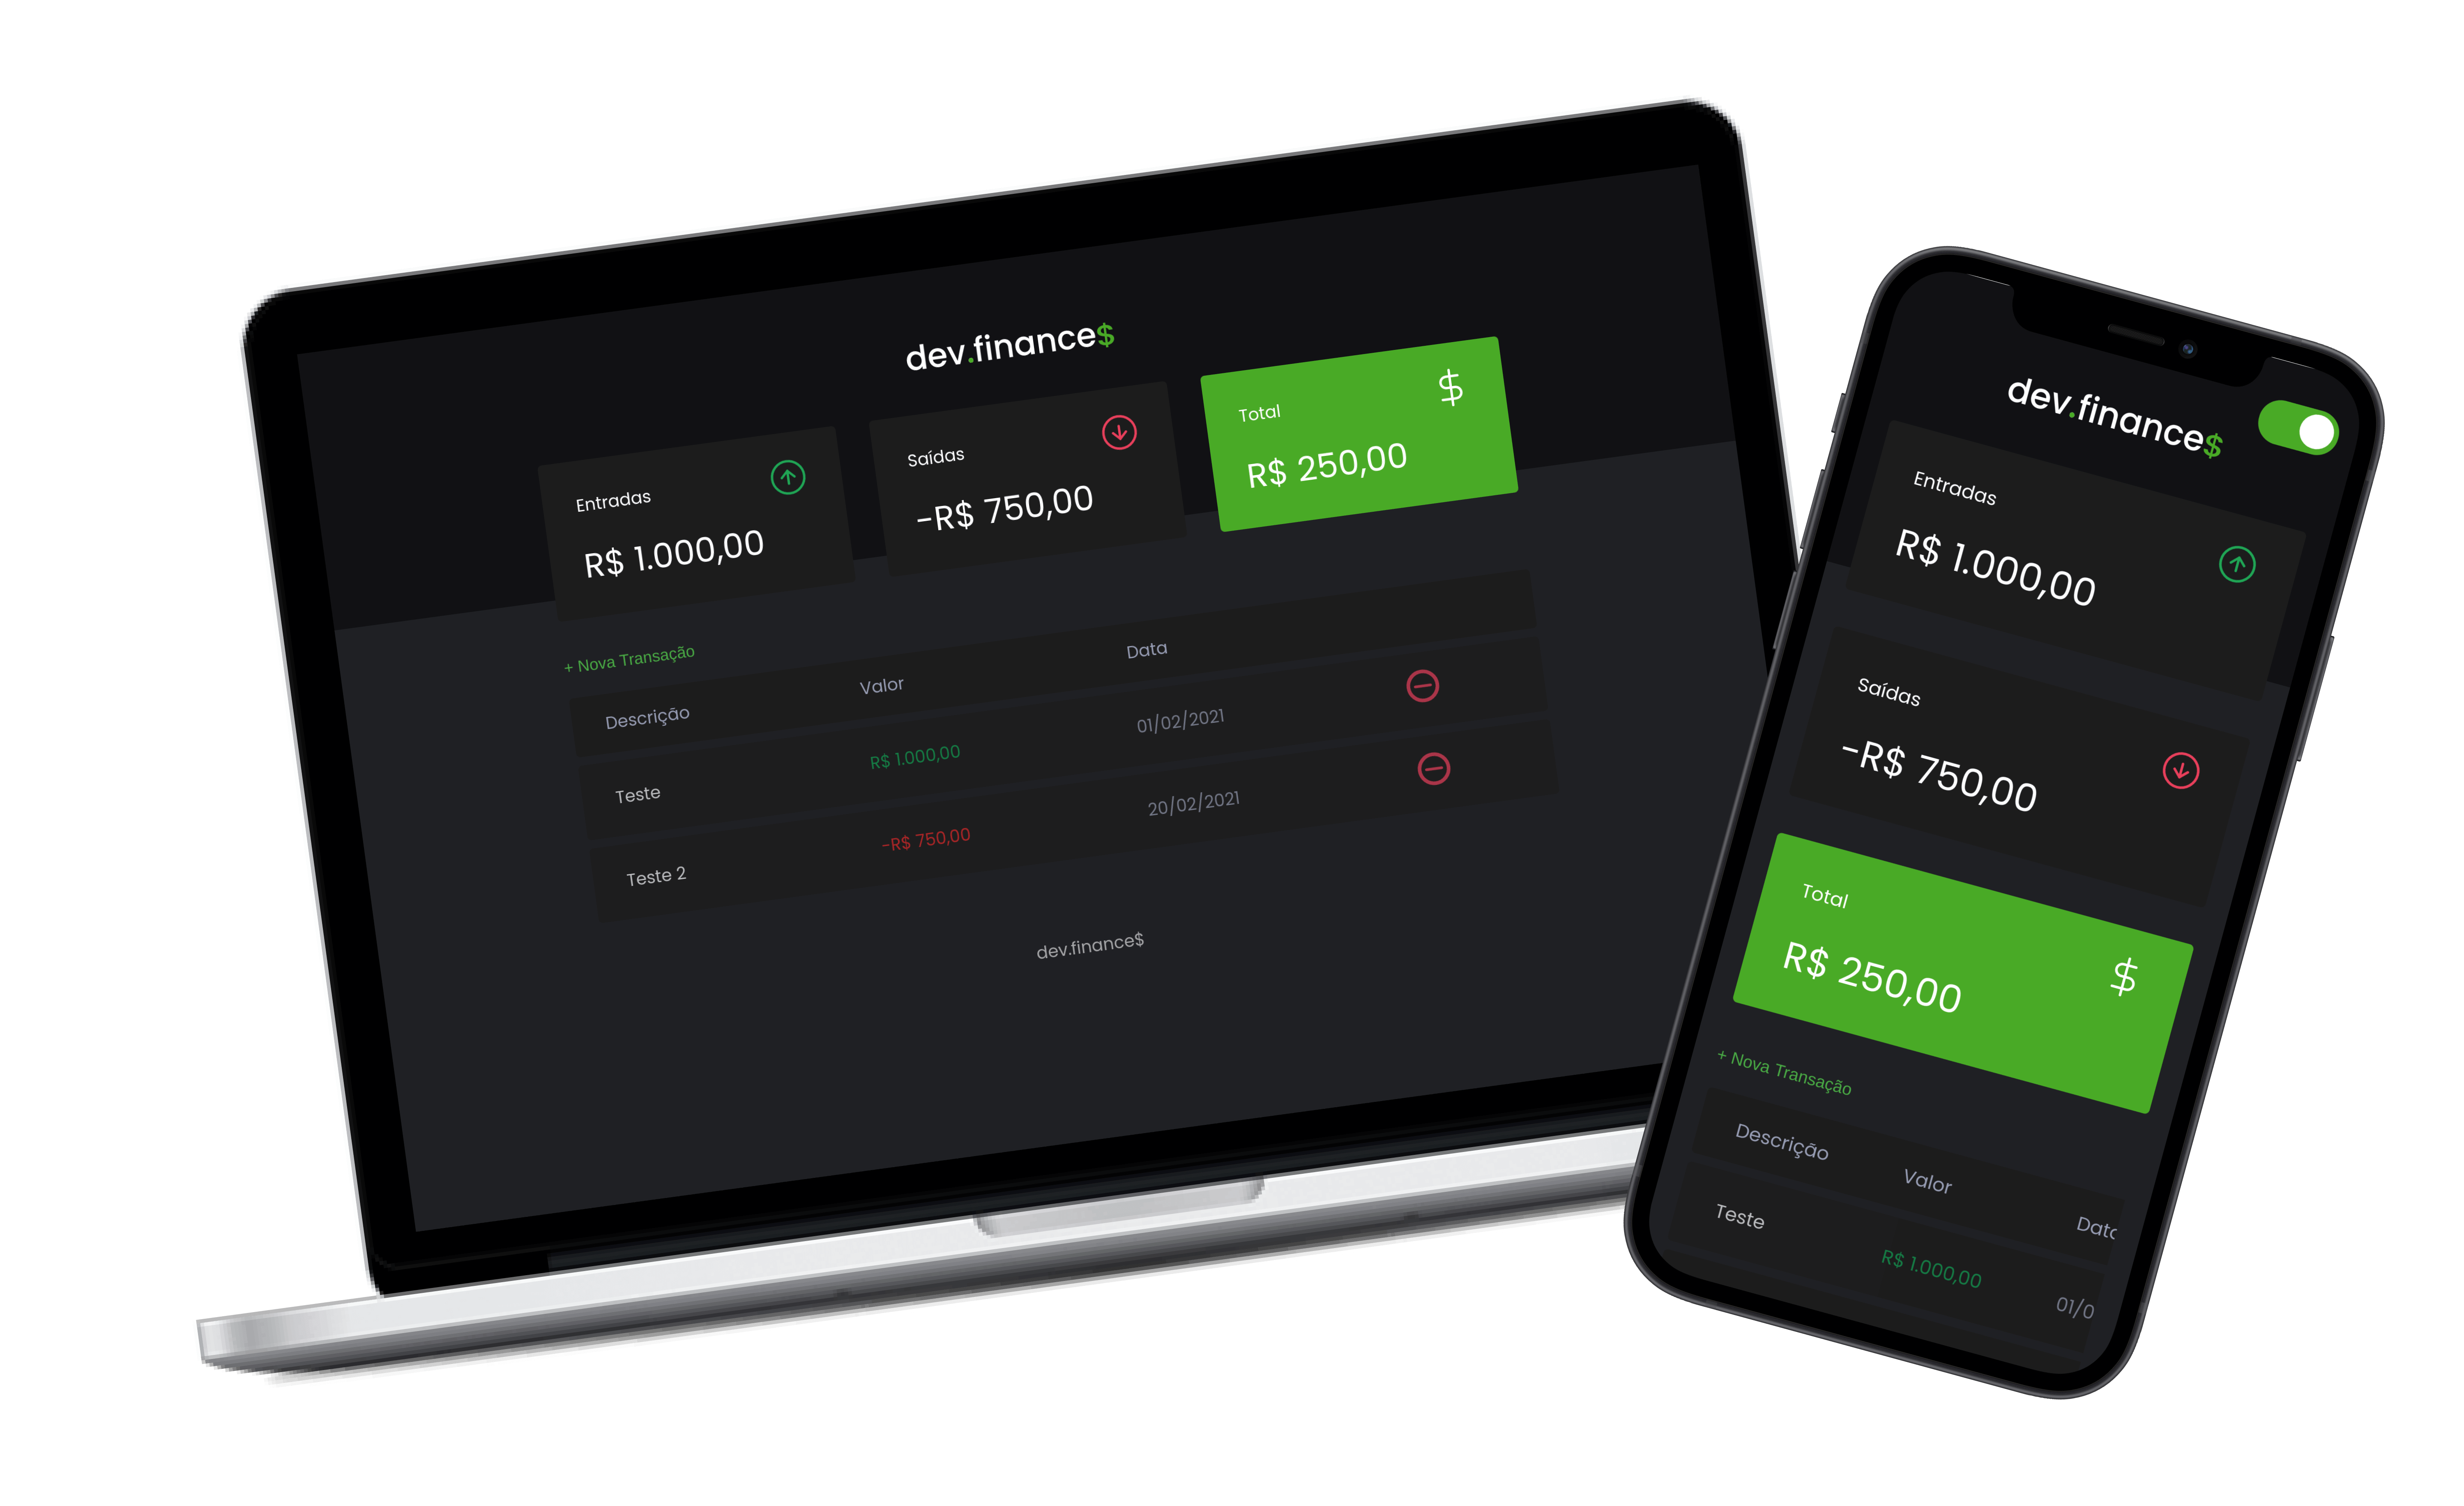 dev.finance$
Entradas
R$ 1.000,00
Saídas
-R$ 750,00
Total
$
R$ 250,00
+ Nova Transação
Descrição Valor Data
Teste R$ 1.000,00 01/02/2021
Teste 2 -R$ 750,00 20/02/2021
dev.finance$
dev.finance$
Entradas
R$ 1.000,00
Saídas
-R$ 750,00
Total
$
R$ 250,00
+ Nova Transação
Descrição Valor Data
Teste R$ 1.000,00 01/0